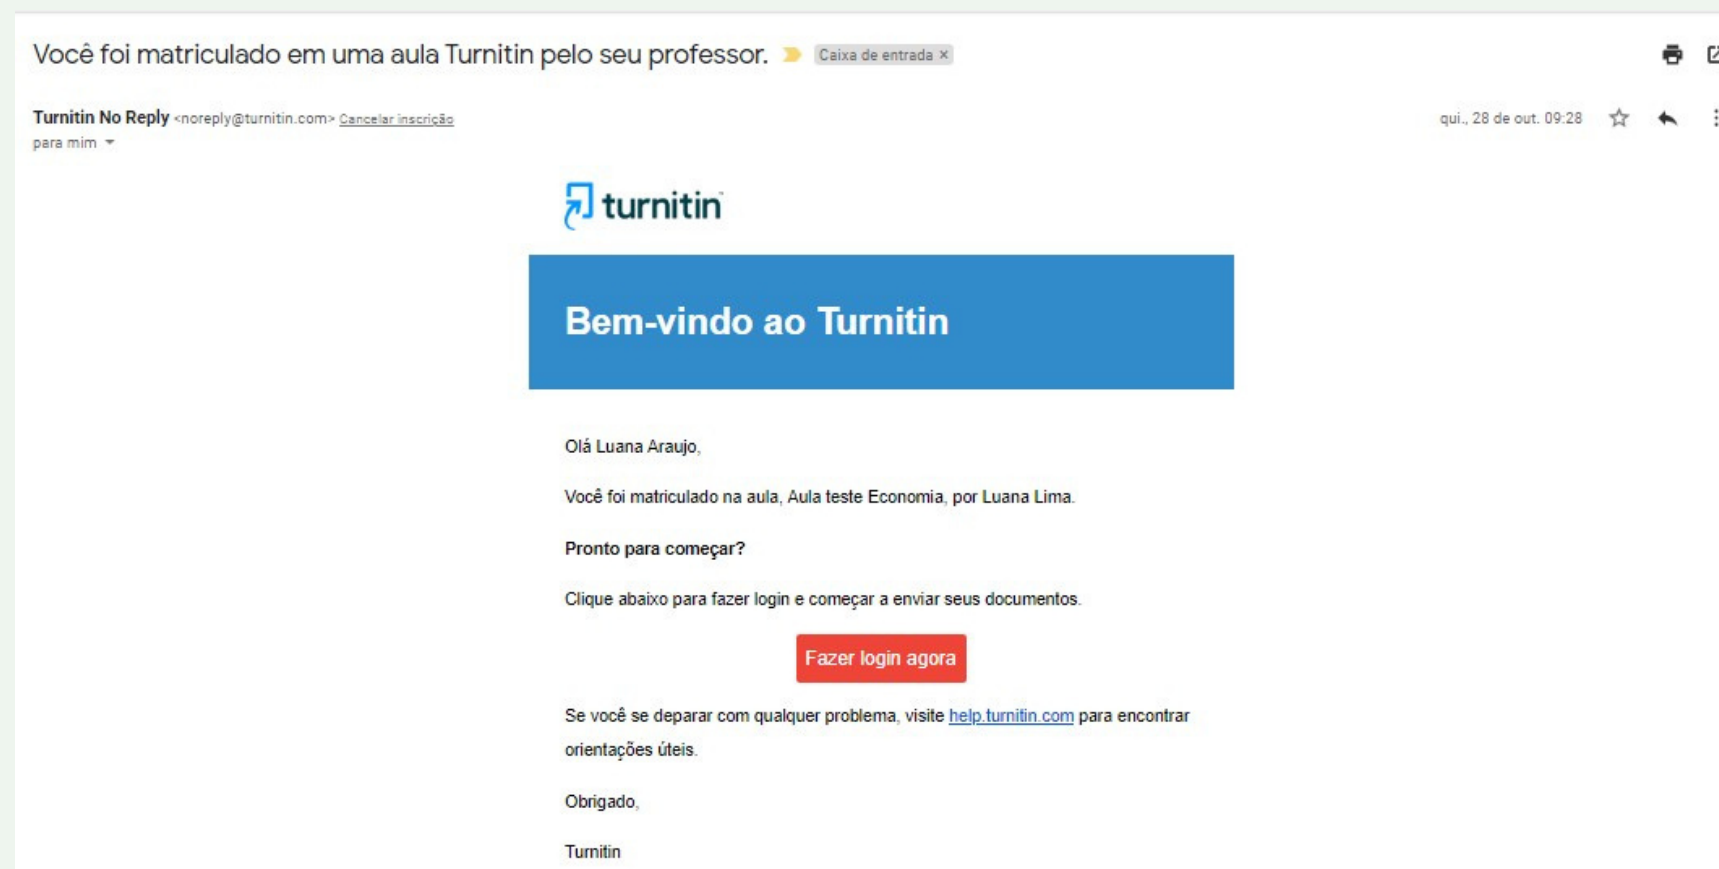 Você foi matriculado em uma aula Turnitin pelo seu professor. Caixa de entrada ×
Turnitin No Reply <noreply@turnitin.com> Cancelar inscrição
qui., 28 de out. 09:28
para mim
turnitin
Bem-vindo ao Turnitin
Olá Luana Araujo,
Você foi matriculado na aula, Aula teste Economia, por Luana Lima.
Pronto para começar?
Clique abaixo para fazer login e começar a enviar seus documentos.
Fazer login agora
Se você se deparar com qualquer problema, visite help.turnitin.com para encontrar
orientações úteis.
Obrigado,
Turnitin